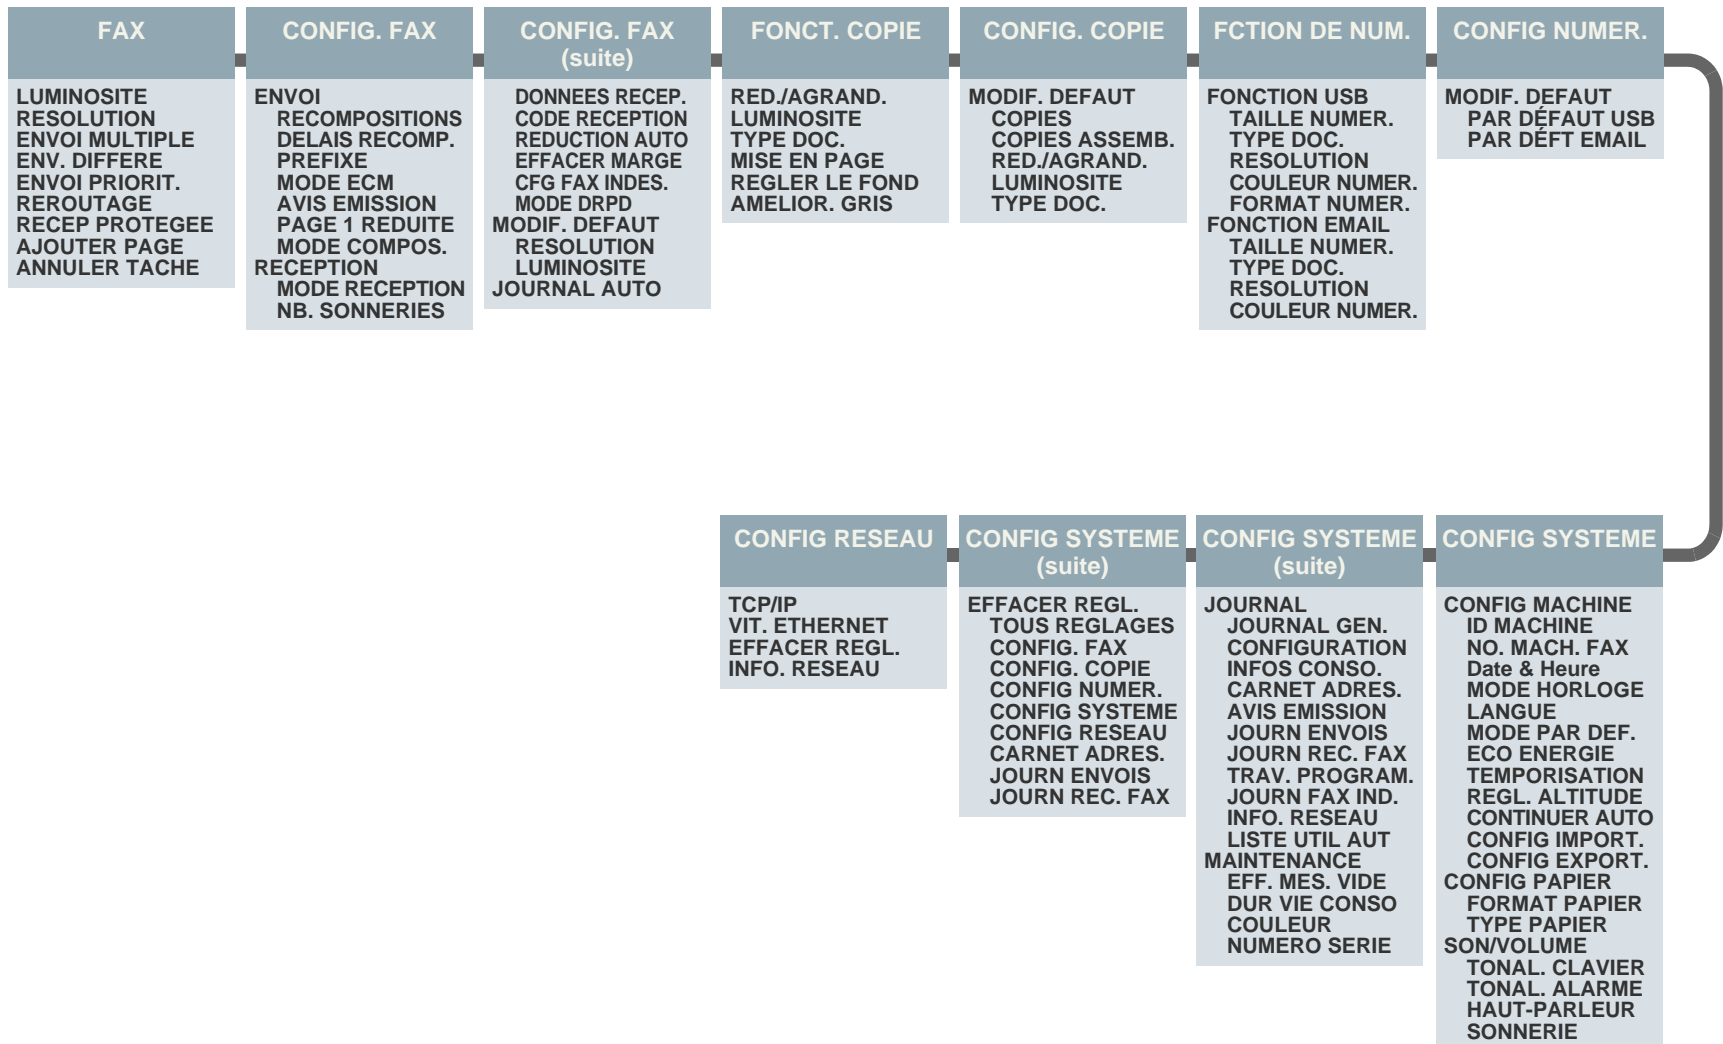 FAX
LUMINOSITE
RESOLUTION
ENVOI MULTIPLE
ENV. DIFFERE
ENVOI PRIORIT.
REROUTAGE
RECEP PROTEGEE
AJOUTER PAGE
ANNULER TACHE
CONFIG. FAX
ENVOI
RECOMPOSITIONS
DELAIS RECOMP.
PREFIXE
MODE ECM
AVIS EMISSION
PAGE 1 REDUITE
MODE COMPOS.
RECEPTION
MODE RECEPTION
NB. SONNERIES
CONFIG. FAX
(suite)
DONNEES RECEP.
CODE RECEPTION
REDUCTION AUTO
EFFACER MARGE
CFG FAX INDES.
MODE DRPD
MODIF. DEFAUT
RESOLUTION
LUMINOSITE
JOURNAL AUTO
FONCT. COPIE
RED./AGRAND.
LUMINOSITE
TYPE DOC.
MISE EN PAGE
REGLER LE FOND
AMELIOR. GRIS
CONFIG. COPIE
MODIF. DEFAUT
COPIES
COPIES ASSEMB.
RED./AGRAND.
LUMINOSITE
TYPE DOC.
FCTION DE NUM.
FONCTION USB
TAILLE NUMER.
TYPE DOC.
RESOLUTION
COULEUR NUMER.
FORMAT NUMER.
FONCTION EMAIL
TAILLE NUMER.
TYPE DOC.
RESOLUTION
COULEUR NUMER.
CONFIG NUMER.
MODIF. DEFAUT
PAR DÉFAUT USB
PAR DÉFT EMAIL
CONFIG RESEAU
TCP/IP
VIT. ETHERNET
EFFACER REGL.
INFO. RESEAU
CONFIG SYSTEME
(suite)
EFFACER REGL.
TOUS REGLAGES
CONFIG. FAX
CONFIG. COPIE
CONFIG NUMER.
CONFIG SYSTEME
CONFIG RESEAU
CARNET ADRES.
JOURN ENVOIS
JOURN REC. FAX
CONFIG SYSTEME
(suite)
JOURNAL
JOURNAL GEN.
CONFIGURATION
INFOS CONSO.
CARNET ADRES.
AVIS EMISSION
JOURN ENVOIS
JOURN REC. FAX
TRAV. PROGRAM.
JOURN FAX IND.
INFO. RESEAU
LISTE UTIL AUT
MAINTENANCE
EFF. MES. VIDE
DUR VIE CONSO
COULEUR
NUMERO SERIE
CONFIG SYSTEME
CONFIG MACHINE
ID MACHINE
NO. MACH. FAX
Date & Heure
MODE HORLOGE
LANGUE
MODE PAR DEF.
ECO ENERGIE
TEMPORISATION
REGL. ALTITUDE
CONTINUER AUTO
CONFIG IMPORT.
CONFIG EXPORT.
CONFIG PAPIER
FORMAT PAPIER
TYPE PAPIER
SON/VOLUME
TONAL. CLAVIER
TONAL. ALARME
HAUT-PARLEUR
SONNERIE